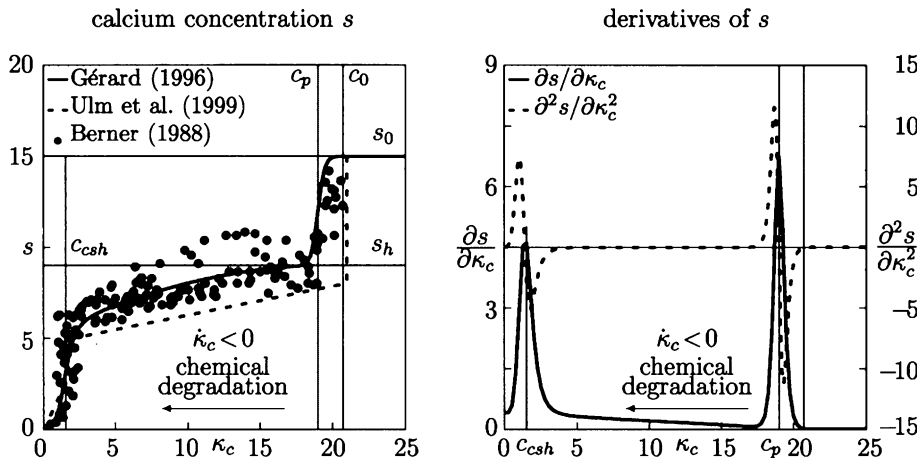 calcium concentration s
20
15
10
s
5
0
Gérard (1996)
Ulm et al. (1999)
Berner (1988)
c_p
c_0
s_0
c_csh
s_h
κ̇_c < 0
chemical
degradation
0 5 10 κ_c 15 20 25
derivatives of s
9
6
∂s/∂κ_c
3
0
∂s/∂κ_c
∂²s/∂κ_c²
κ̇_c < 0
chemical
degradation
15
10
5
∂²s/∂κ_c²
−5
−10
−15
0 c_csh 5 10 κ_c 15 c_p 20 25